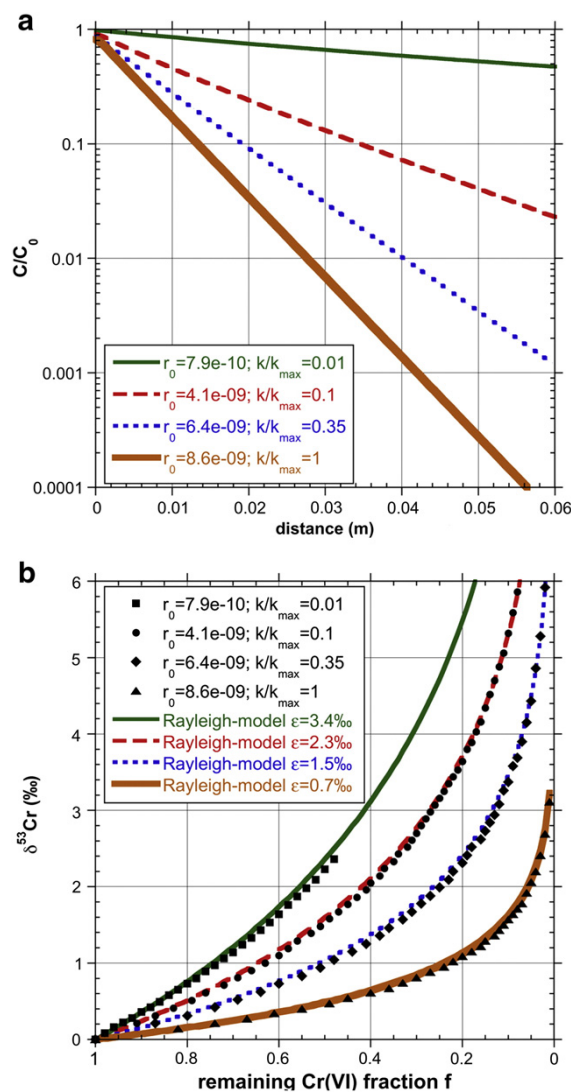 a
1
0.1
0.01
0.001
0.0001
C/C0
r0=7.9e-10; k/kmax=0.01
r0=4.1e-09; k/kmax=0.1
r0=6.4e-09; k/kmax=0.35
r0=8.6e-09; k/kmax=1
0 0.01 0.02 0.03 0.04 0.05 0.06
distance (m)
b
6
5
4
3
2
1
0
δ53Cr (‰)
r0=7.9e-10; k/kmax=0.01
r0=4.1e-09; k/kmax=0.1
r0=6.4e-09; k/kmax=0.35
r0=8.6e-09; k/kmax=1
Rayleigh-model ε=3.4‰
Rayleigh-model ε=2.3‰
Rayleigh-model ε=1.5‰
Rayleigh-model ε=0.7‰
1 0.8 0.6 0.4 0.2 0
remaining Cr(VI) fraction f